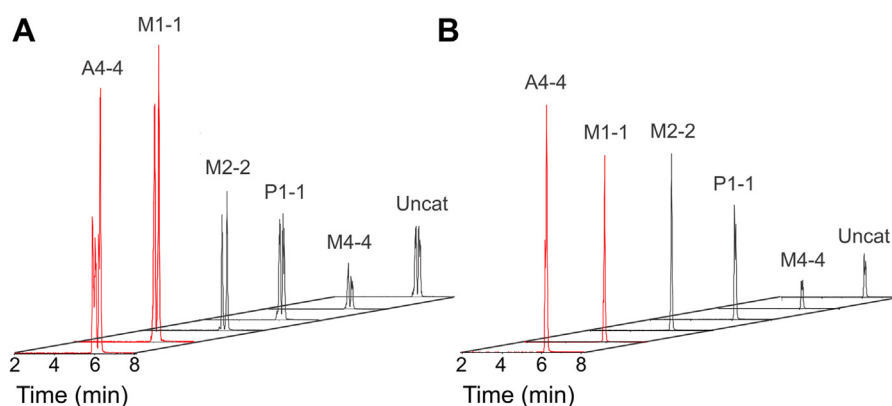 A
M1-1
A4-4
M2-2
P1-1
M4-4
Uncat
2 4 6 8
Time (min)
B
A4-4
M1-1
M2-2
P1-1
M4-4
Uncat
2 4 6 8
Time (min)